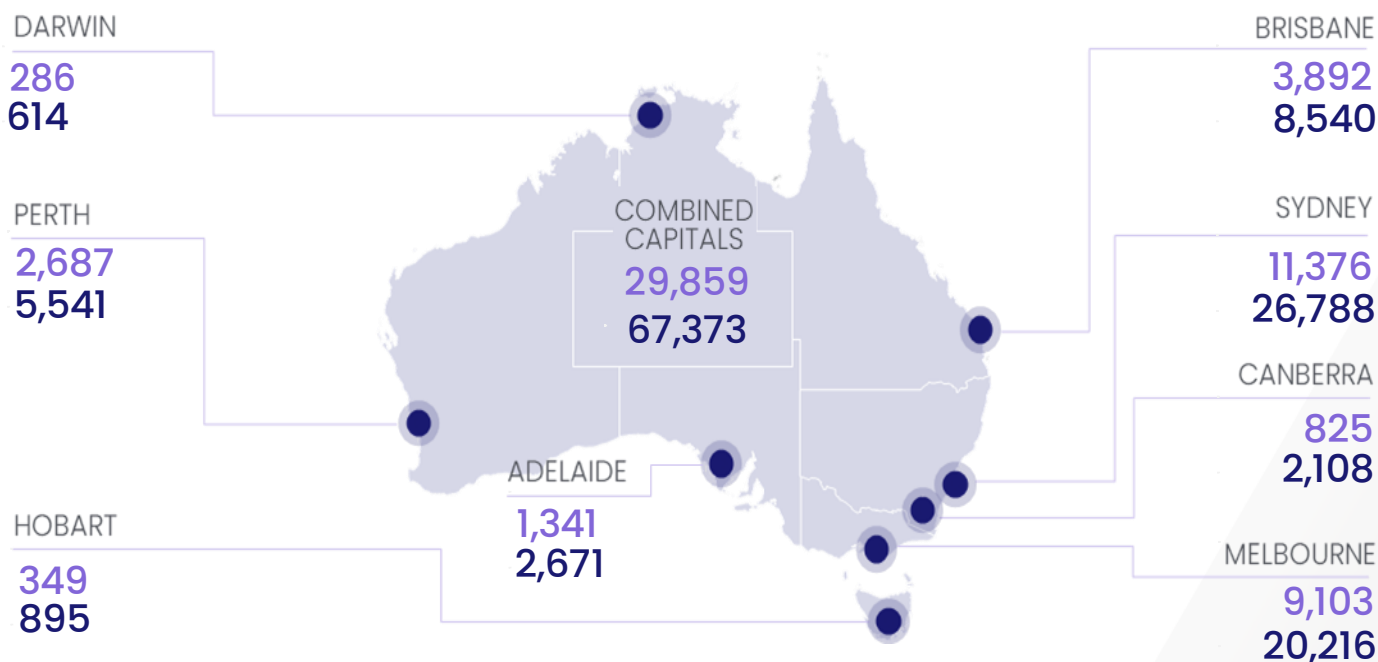 DARWIN
286
614
PERTH
2,687
5,541
HOBART
349
895
COMBINED
CAPITALS
29,859
67,373
ADELAIDE
1,341
2,671
BRISBANE
3,892
8,540
SYDNEY
11,376
26,788
CANBERRA
825
2,108
MELBOURNE
9,103
20,216